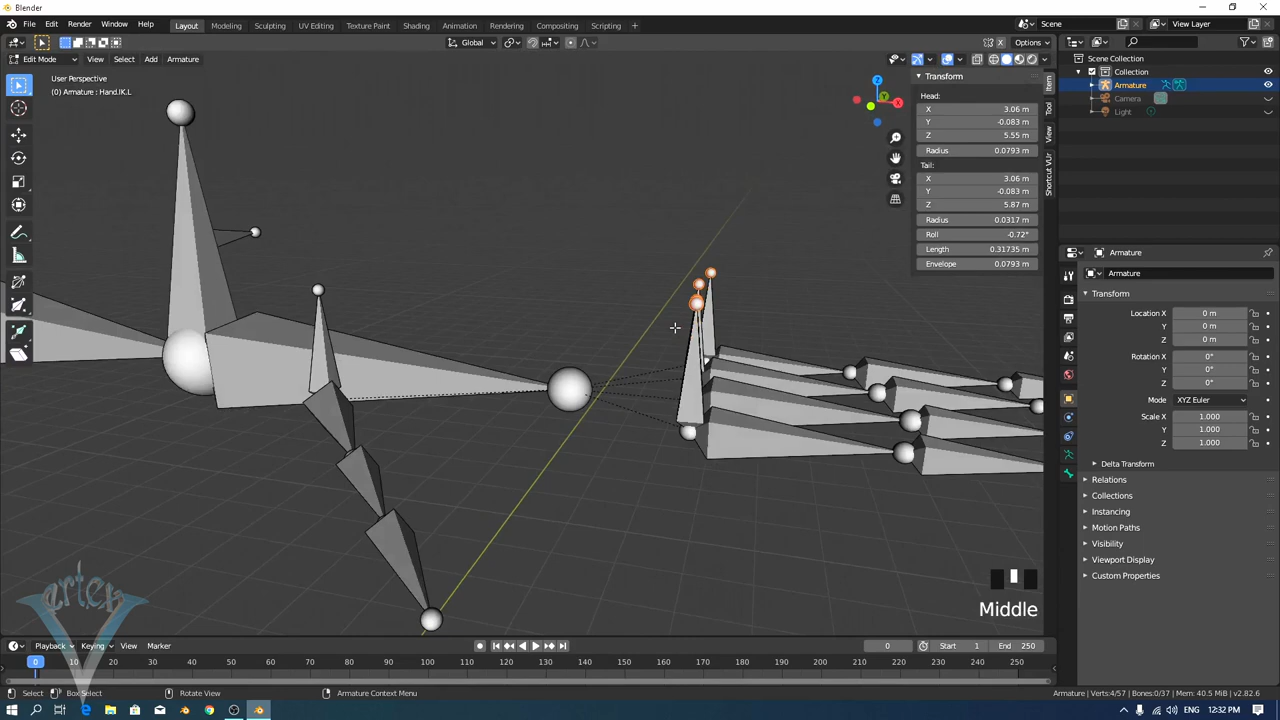 Blender
File Edit Render Window Help Layout Modeling Sculpting UV Editing Texture Paint Shading Animation Rendering Compositing Scripting + Scene View Layer
Global X Options
Edit Mode View Select Add Armature
User Perspective
(0) Armature : Hand.IK.L
Z
Y
X
Item
Tool
View
Shortcut VUr
Transform
Head:
X 3.06 m
Y -0.083 m
Z 5.55 m
Radius 0.0793 m
Tail:
X 3.06 m
Y -0.083 m
Z 5.87 m
Radius 0.0317 m
Roll -0.72°
Length 0.31735 m
Envelope 0.0793 m
Scene Collection
Collection
Armature
Camera
Light
Armature
Armature
Transform
Location X 0 m
Y 0 m
Z 0 m
Rotation X 0°
Y 0°
Z 0°
Mode XYZ Euler
Scale X 1.000
Y 1.000
Z 1.000
Delta Transform
Relations
Collections
Instancing
Motion Paths
Visibility
Viewport Display
Custom Properties
Middle
Varten
Playback Keying View Marker 0 Start 1 End 250
0 10 20 30 40 50 60 70 80 90 100 110 120 130 140 150 160 170 180 190 200 210 220 230 240 250
Select Box Select Rotate View Armature Context Menu Armature | Verts:4/57 Bones:0/37 | Mem: 40.5 MiB | v2.82.6
ENG 12:32 PM